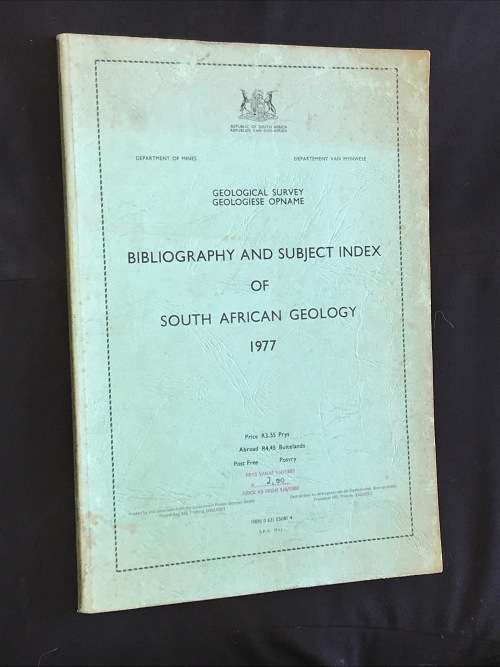 REPUBLIC OF SOUTH AFRICA
REPUBLIEK VAN SUID-AFRIKA
DEPARTMENT OF MINES
DEPARTEMENT VAN MYNWESE
GEOLOGICAL SURVEY
GEOLOGIESE OPNAME
BIBLIOGRAPHY AND SUBJECT INDEX
OF
SOUTH AFRICAN GEOLOGY
1977
Price R3,55 Prys
Abroad R4,45 Buitelands
Post Free Posvry
2,00